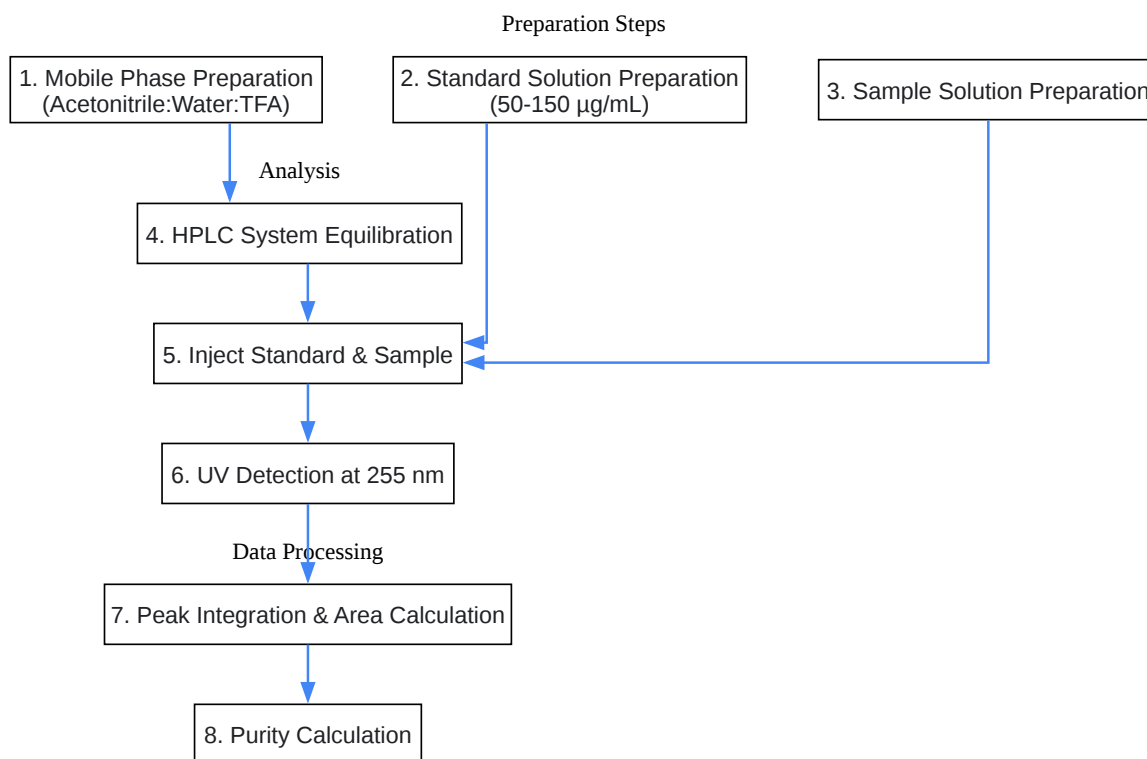 Preparation Steps
1. Mobile Phase Preparation
(Acetonitrile:Water:TFA)
2. Standard Solution Preparation
(50-150 µg/mL)
3. Sample Solution Preparation
Analysis
4. HPLC System Equilibration
5. Inject Standard & Sample
6. UV Detection at 255 nm
Data Processing
7. Peak Integration & Area Calculation
8. Purity Calculation